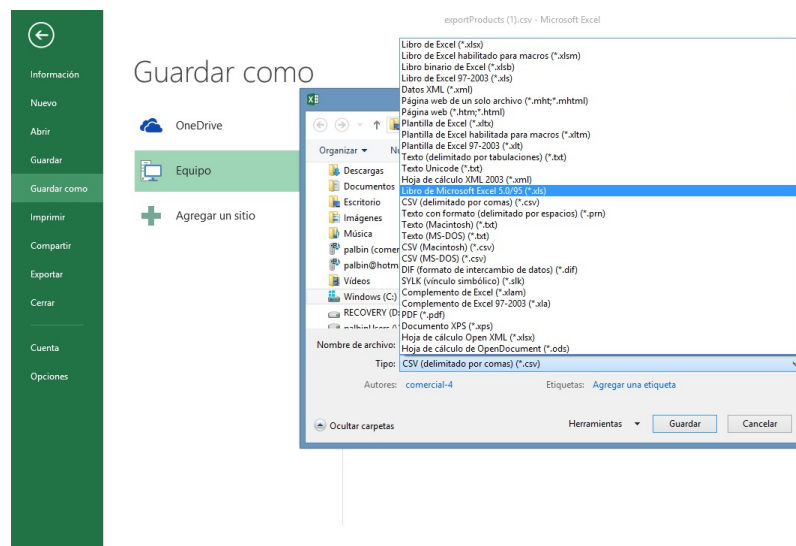 exportProducts (1).csv - Microsoft Excel
Información
Nuevo
Abrir
Guardar
Guardar como
Imprimir
Compartir
Exportar
Cerrar
Cuenta
Opciones
Guardar como
OneDrive
Equipo
Agregar un sitio
Organizar
Descargas
Documentos
Escritorio
Imágenes
Música
palbin (comer
palbin@hotm
Vídeos
Windows (C:)
RECOVERY (D:
Libro de Excel (*.xlsx)
Libro de Excel habilitado para macros (*.xlsm)
Libro binario de Excel (*.xlsb)
Libro de Excel 97-2003 (*.xls)
Datos XML (*.xml)
Página web de un solo archivo (*.mht;*.mhtml)
Página web (*.htm;*.html)
Plantilla de Excel (*.xltx)
Plantilla de Excel habilitada para macros (*.xltm)
Plantilla de Excel 97-2003 (*.xlt)
Texto (delimitado por tabulaciones) (*.txt)
Texto Unicode (*.txt)
Hoja de cálculo XML 2003 (*.xml)
Libro de Microsoft Excel 5.0/95 (*.xls)
CSV (delimitado por comas) (*.csv)
Texto con formato (delimitado por espacios) (*.prn)
Texto (Macintosh) (*.txt)
Texto (MS-DOS) (*.txt)
CSV (Macintosh) (*.csv)
CSV (MS-DOS) (*.csv)
DIF (formato de intercambio de datos) (*.dif)
SYLK (vínculo simbólico) (*.slk)
Complemento de Excel (*.xlam)
Complemento de Excel 97-2003 (*.xla)
PDF (*.pdf)
Documento XPS (*.xps)
Hoja de cálculo Open XML (*.xlsx)
Hoja de cálculo de OpenDocument (*.ods)
Nombre de archivo:
Tipo: CSV (delimitado por comas) (*.csv)
Autores: comercial-4 Etiquetas: Agregar una etiqueta
Ocultar carpetas Herramientas Guardar Cancelar